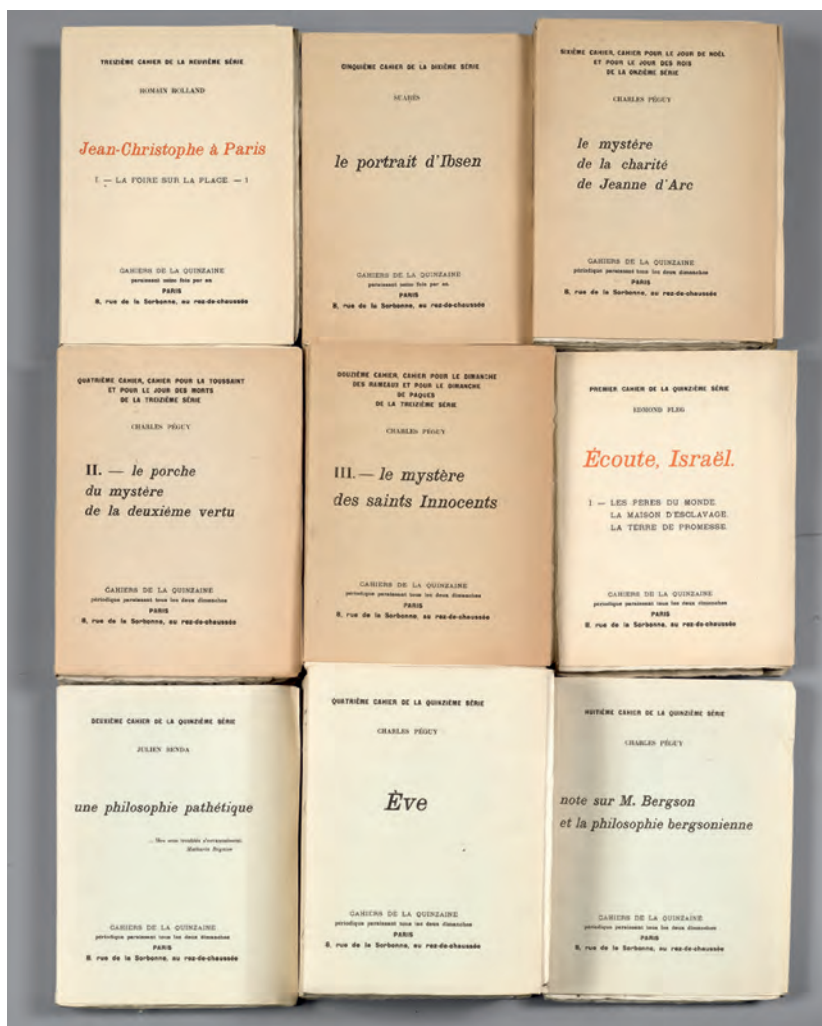 TREIZIÈME CAHIER DE LA NEUVIÈME SÉRIE
ROMAIN ROLLAND
Jean-Christophe à Paris
I. — LA FOIRE SUR LA PLACE. — 1
CAHIERS DE LA QUINZAINE
paraissant seize fois par an
PARIS
8, rue de la Sorbonne, au rez-de-chaussée
CINQUIÈME CAHIER DE LA DIXIÈME SÉRIE
SUARÈS
le portrait d'Ibsen
CAHIERS DE LA QUINZAINE
paraissant seize fois par an
PARIS
8, rue de la Sorbonne, au rez-de-chaussée
SIXIÈME CAHIER, CAHIER POUR LE JOUR DE NOËL
ET POUR LE JOUR DES ROIS
DE LA ONZIÈME SÉRIE
CHARLES PÉGUY
le mystère
de la charité
de Jeanne d'Arc
CAHIERS DE LA QUINZAINE
périodique paraissant tous les deux dimanches
PARIS
8, rue de la Sorbonne, au rez-de-chaussée
QUATRIÈME CAHIER, CAHIER POUR LA TOUSSAINT
ET POUR LE JOUR DES MORTS
DE LA TREIZIÈME SÉRIE
CHARLES PÉGUY
II. — le porche
du mystère
de la deuxième vertu
CAHIERS DE LA QUINZAINE
périodique paraissant tous les deux dimanches
PARIS
8, rue de la Sorbonne, au rez-de-chaussée
DOUZIÈME CAHIER, CAHIER POUR LE DIMANCHE
DES RAMEAUX ET POUR LE DIMANCHE
DE PAQUES
DE LA TREIZIÈME SÉRIE
CHARLES PÉGUY
III. — le mystère
des saints Innocents
CAHIERS DE LA QUINZAINE
périodique paraissant tous les deux dimanches
PARIS
8, rue de la Sorbonne, au rez-de-chaussée
PREMIER CAHIER DE LA QUINZIÈME SÉRIE
EDMOND FLEG
Écoute, Israël.
I — LES PERES DU MONDE.
LA MAISON D'ESCLAVAGE.
LA TERRE DE PROMESSE.
CAHIERS DE LA QUINZAINE
périodique paraissant tous les deux dimanches
PARIS
8, rue de la Sorbonne, au rez-de-chaussée
DEUXIÈME CAHIER DE LA QUINZIÈME SÉRIE
JULIEN BENDA
une philosophie pathétique
CAHIERS DE LA QUINZAINE
périodique paraissant tous les deux dimanches
PARIS
8, rue de la Sorbonne, au rez-de-chaussée
QUATRIÈME CAHIER DE LA QUINZIÈME SÉRIE
CHARLES PÉGUY
Ève
CAHIERS DE LA QUINZAINE
périodique paraissant tous les deux dimanches
PARIS
8, rue de la Sorbonne, au rez-de-chaussée
HUITIÈME CAHIER DE LA QUINZIÈME SÉRIE
CHARLES PÉGUY
note sur M. Bergson
et la philosophie bergsonienne
CAHIERS DE LA QUINZAINE
périodique paraissant tous les deux dimanches
PARIS
8, rue de la Sorbonne, au rez-de-chaussée